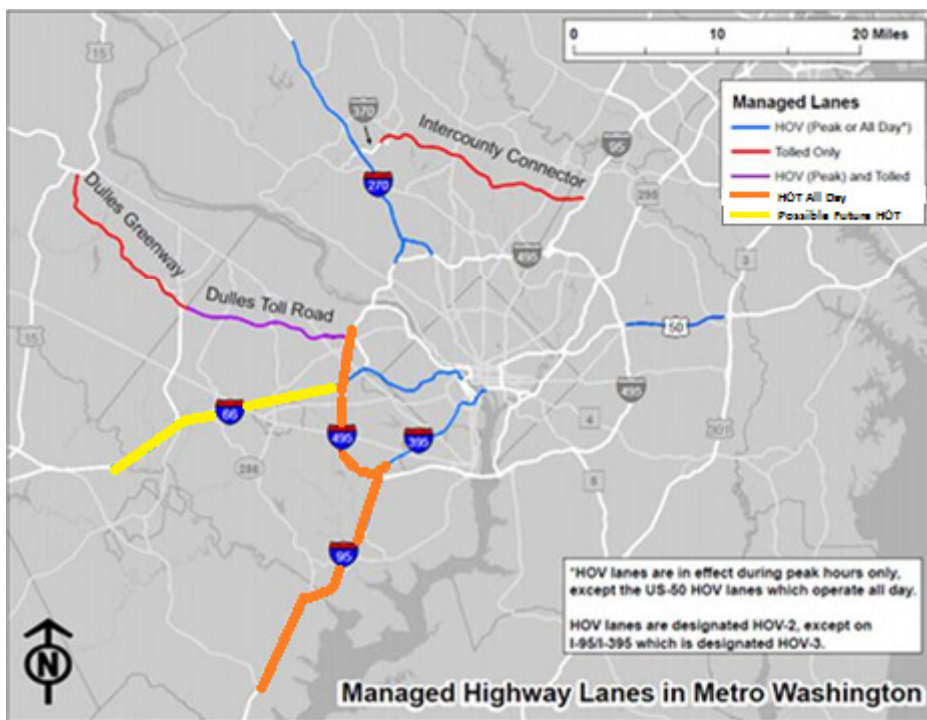 0 10 20 Miles
15
Managed Lanes
HOV (Peak or All Day*)
Tolled Only
HOV (Peak) and Tolled
HOT All Day
Possible Future HOT
370
Intercounty Connector
95
295
270
Dulles Greenway
495
3
Dulles Toll Road
50
15
66
495
395
495
4
301
286
5
95
*HOV lanes are in effect during peak hours only,
except the US-50 HOV lanes which operate all day.
HOV lanes are designated HOV-2, except on
I-95/I-395 which is designated HOV-3.
N
Managed Highway Lanes in Metro Washington